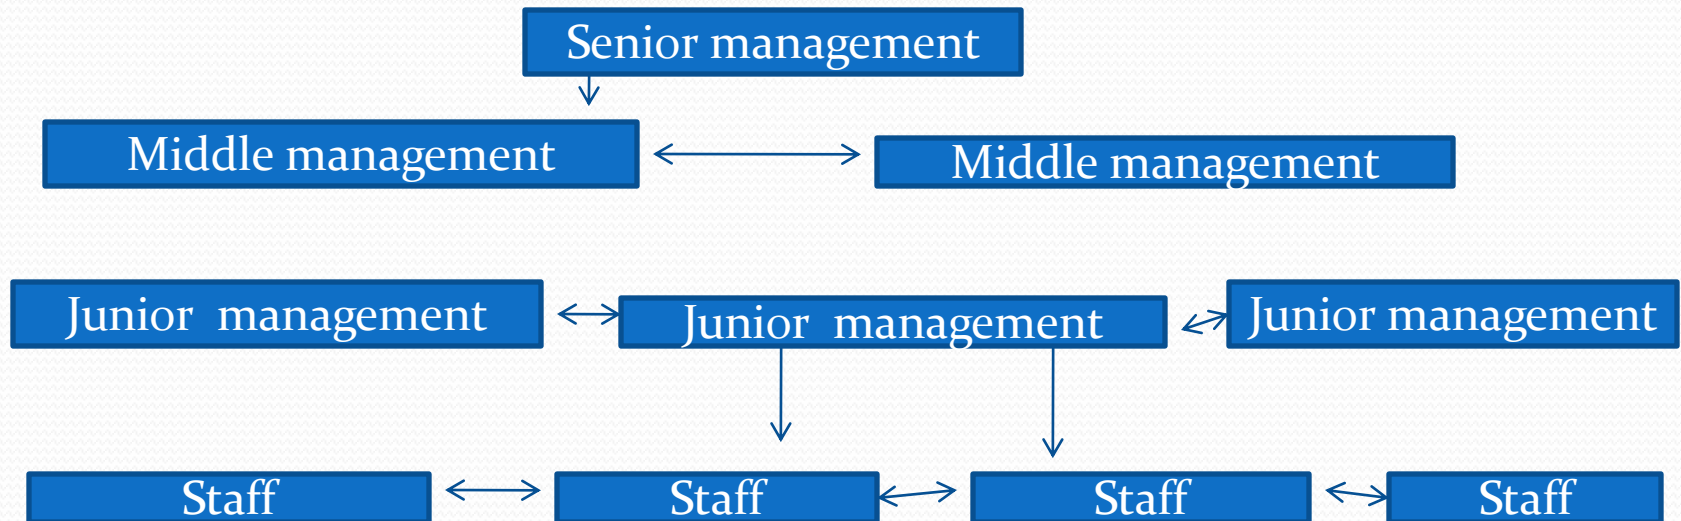 Senior management
Middle management
Middle management
Junior  management
Junior  management
Junior management
Staff
Staff
Staff
Staff